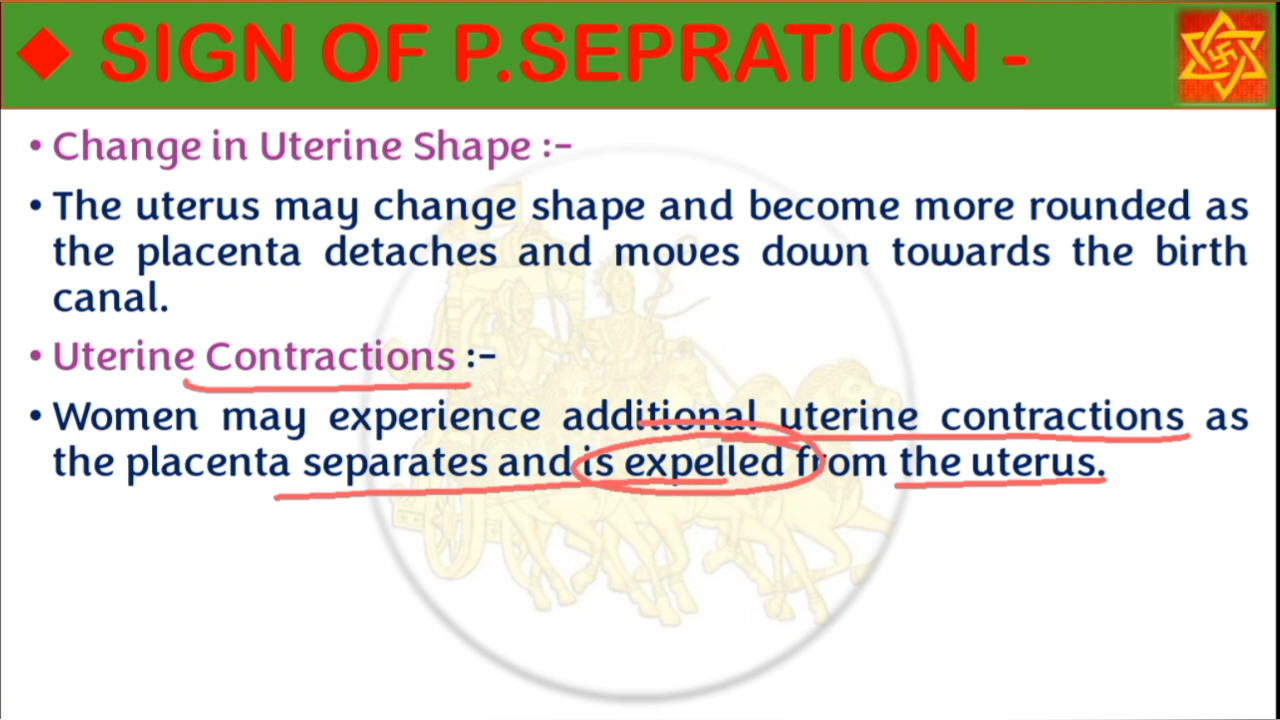 ◆ SIGN OF P.SEPRATION -
• Change in Uterine Shape :-
• The uterus may change shape and become more rounded as
the placenta detaches and moves down towards the birth
canal.
• Uterine Contractions :-
• Women may experience additional uterine contractions as
the placenta separates and is expelled from the uterus.